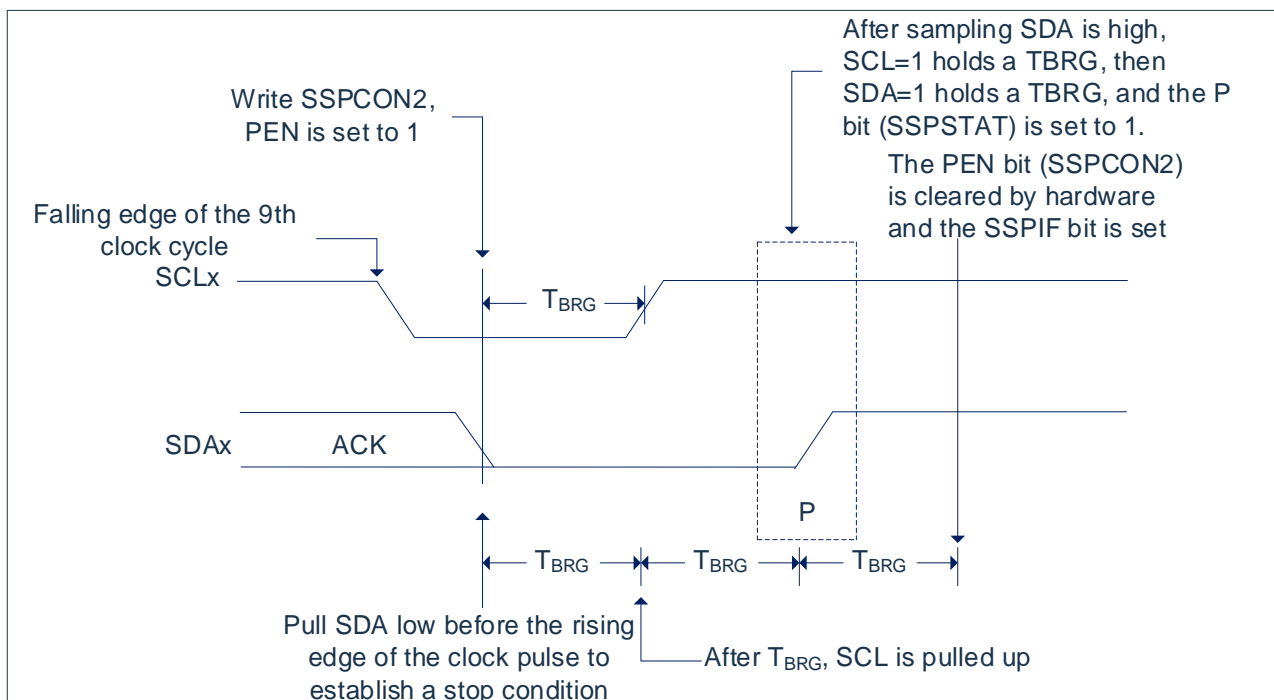 After sampling SDA is high,
SCL=1 holds a TBRG, then
SDA=1 holds a TBRG, and the P
bit (SSPSTAT) is set to 1.
Write SSPCON2,
PEN is set to 1
The PEN bit (SSPCON2)
is cleared by hardware
and the SSPIF bit is set
Falling edge of the 9th
clock cycle
SCLx
TBRG
SDAx
ACK
P
TBRG
TBRG
TBRG
Pull SDA low before the rising
edge of the clock pulse to
establish a stop condition
After TBRG, SCL is pulled up